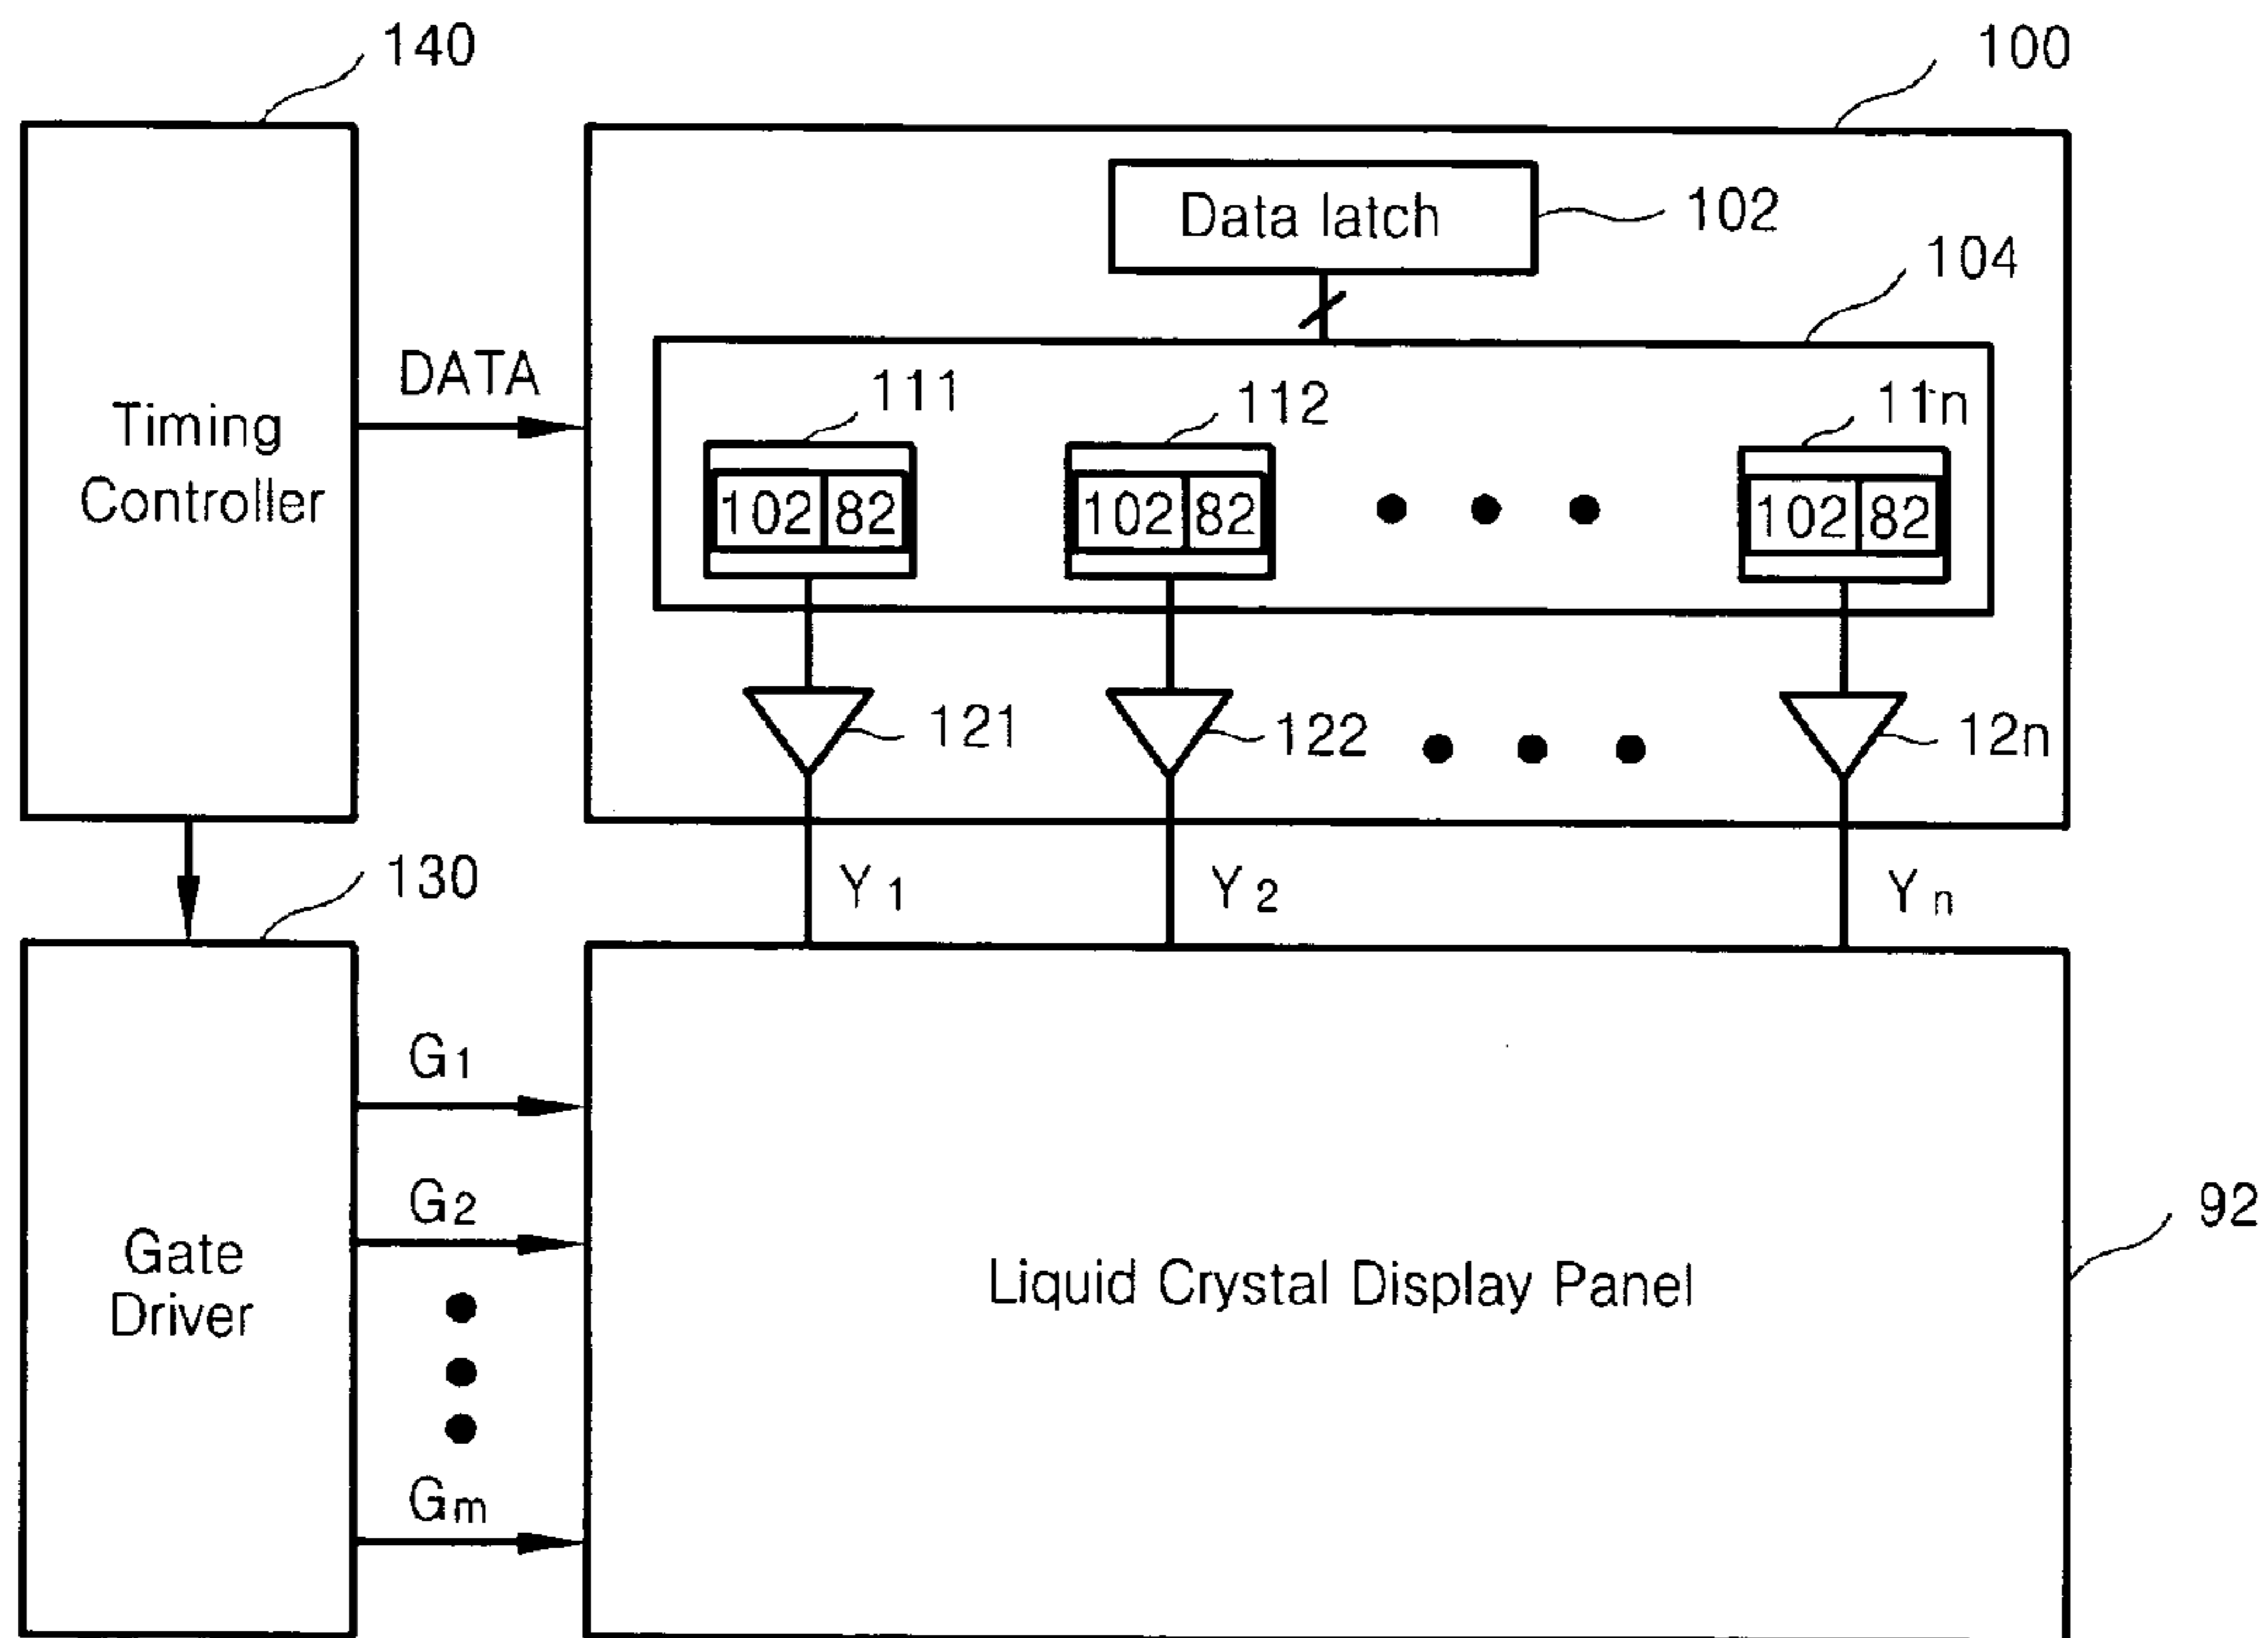 140
100
Data latch
102
104
DATA
111
112
11n
Timing
Controller
102 82
102 82
102 82
121
122
12n
130
Y1
Y2
Yn
G1
G2
Gate
Driver
Liquid Crystal Display Panel
92
Gm